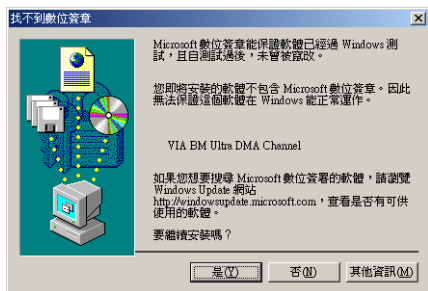 找不到數位簽章
Microsoft 數位簽章能保證軟體已經過 Windows 測
試，且自測試過後，未曾被竄改。
您即將安裝的軟體不包含 Microsoft 數位簽章。因此
無法保證這個軟體在 Windows 能正常運作。
VIA BM Ultra DMA Channel
如果您想要搜尋 Microsoft 數位簽署的軟體，請瀏覽
Windows Update 網站
http://windowsupdate.microsoft.com，查看是否有可供
使用的軟體。
要繼續安裝嗎？
是(Y) 否(N) 其他資訊(M)